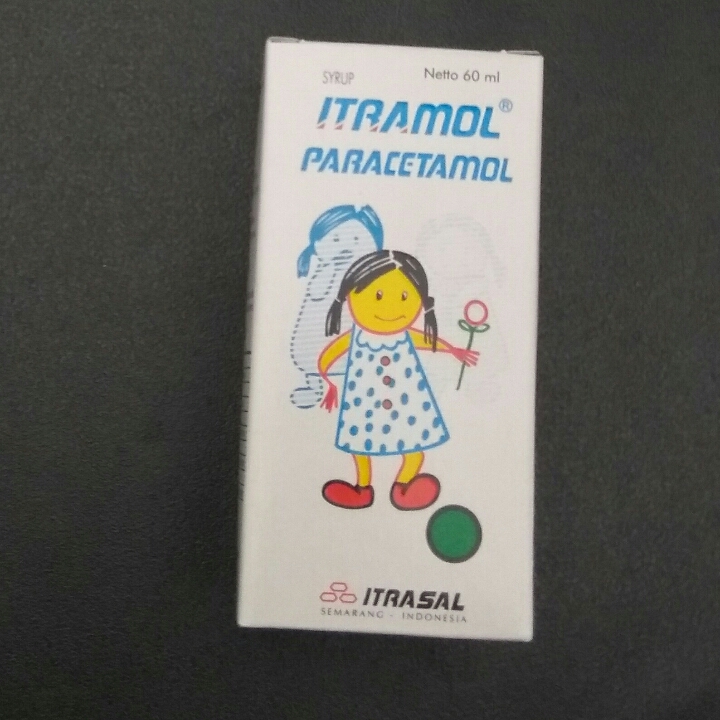 SYRUP Netto 60 ml
ITRAMOL®
PARACETAMOL
ITRASAL
SEMARANG - INDONESIA